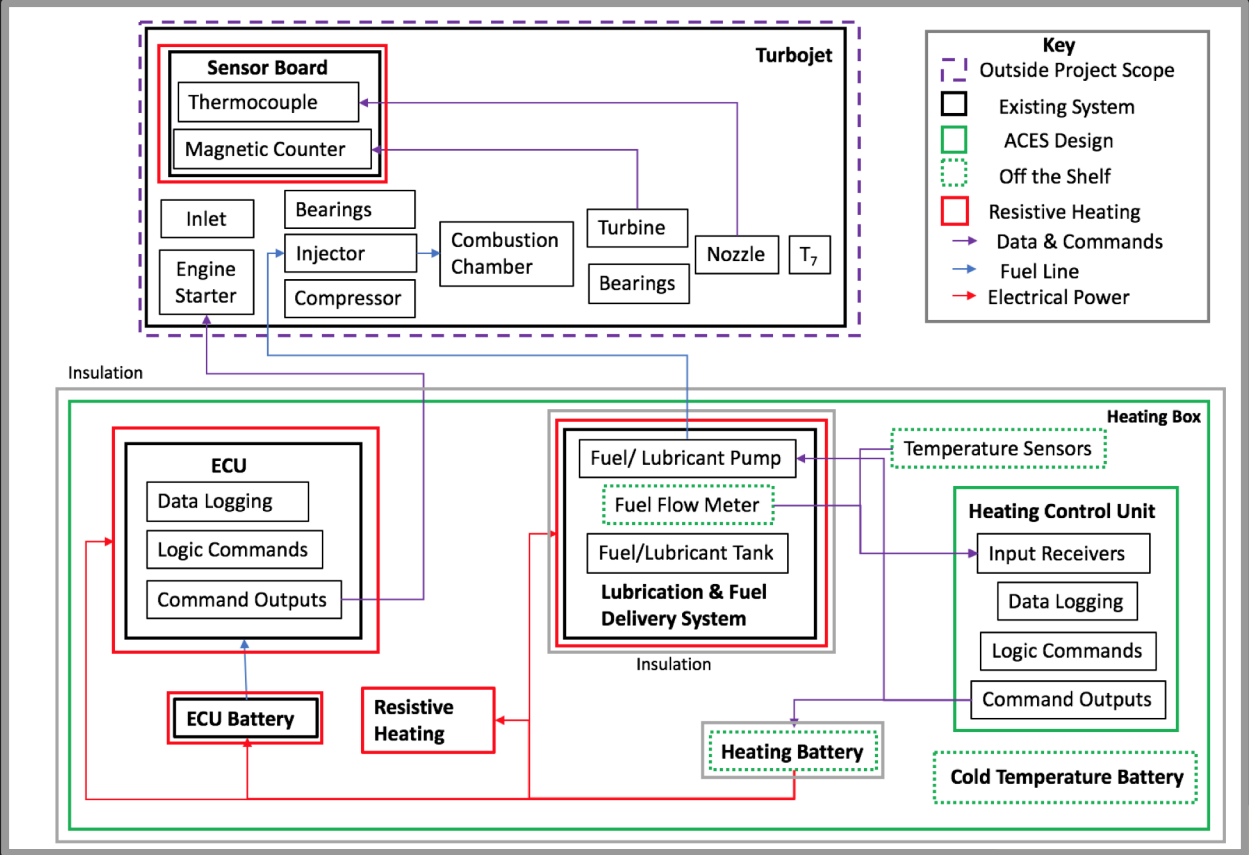 Turbojet
Sensor Board
Thermocouple
Magnetic Counter
Inlet
Engine
Starter
Bearings
Injector
Compressor
Combustion
Chamber
Turbine
Bearings
Nozzle
T₇
Key
Outside Project Scope
Existing System
ACES Design
Off the Shelf
Resistive Heating
Data & Commands
Fuel Line
Electrical Power
Insulation
Heating Box
ECU
Data Logging
Logic Commands
Command Outputs
ECU Battery
Resistive
Heating
Fuel/ Lubricant Pump
Fuel Flow Meter
Fuel/Lubricant Tank
Lubrication & Fuel
Delivery System
Insulation
Heating Battery
Temperature Sensors
Heating Control Unit
Input Receivers
Data Logging
Logic Commands
Command Outputs
Cold Temperature Battery